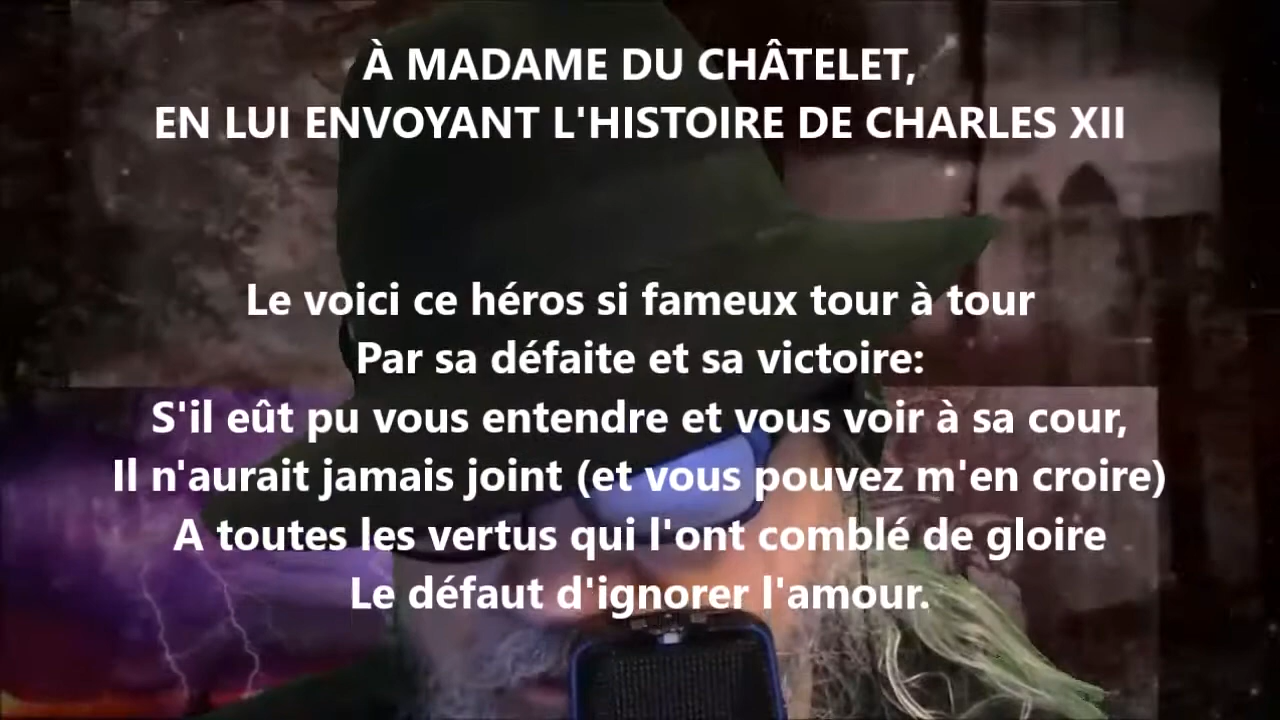 À MADAME DU CHÂTELET,
EN LUI ENVOYANT L'HISTOIRE DE CHARLES XII
Le voici ce héros si fameux tour à tour
Par sa défaite et sa victoire:
S'il eût pu vous entendre et vous voir à sa cour,
Il n'aurait jamais joint (et vous pouvez m'en croire)
A toutes les vertus qui l'ont comblé de gloire
Le défaut d'ignorer l'amour.